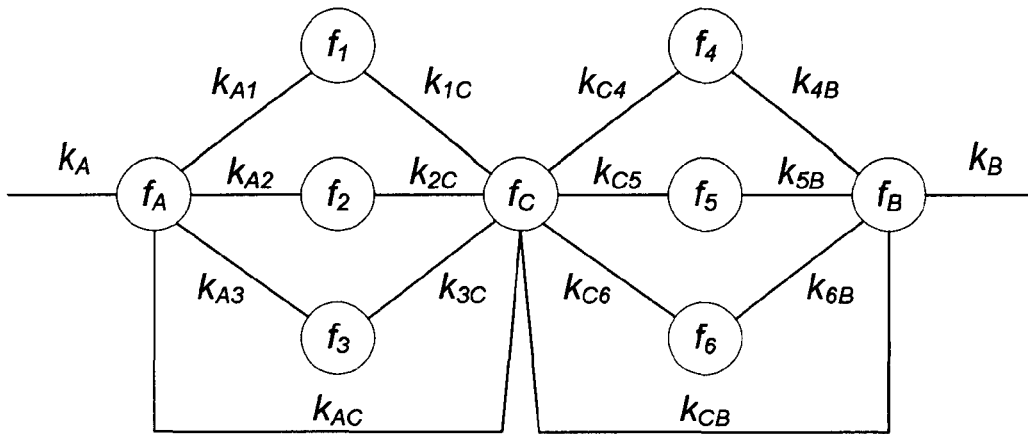 f1 f4
kA1 k1C kC4 k4B
kA kB
fA kA2 f2 k2C fC kC5 f5 k5B fB
kA3 k3C kC6 k6B
f3 f6
kAC kCB